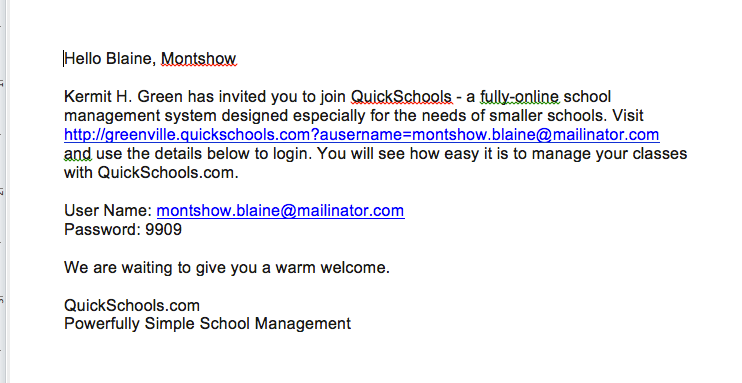 Hello Blaine, Montshow
Kermit H. Green has invited you to join QuickSchools - a fully-online school
management system designed especially for the needs of smaller schools. Visit
http://greenville.quickschools.com?ausername=montshow.blaine@mailinator.com
and use the details below to login. You will see how easy it is to manage your classes
with QuickSchools.com.
User Name: montshow.blaine@mailinator.com
Password: 9909
We are waiting to give you a warm welcome.
QuickSchools.com
Powerfully Simple School Management